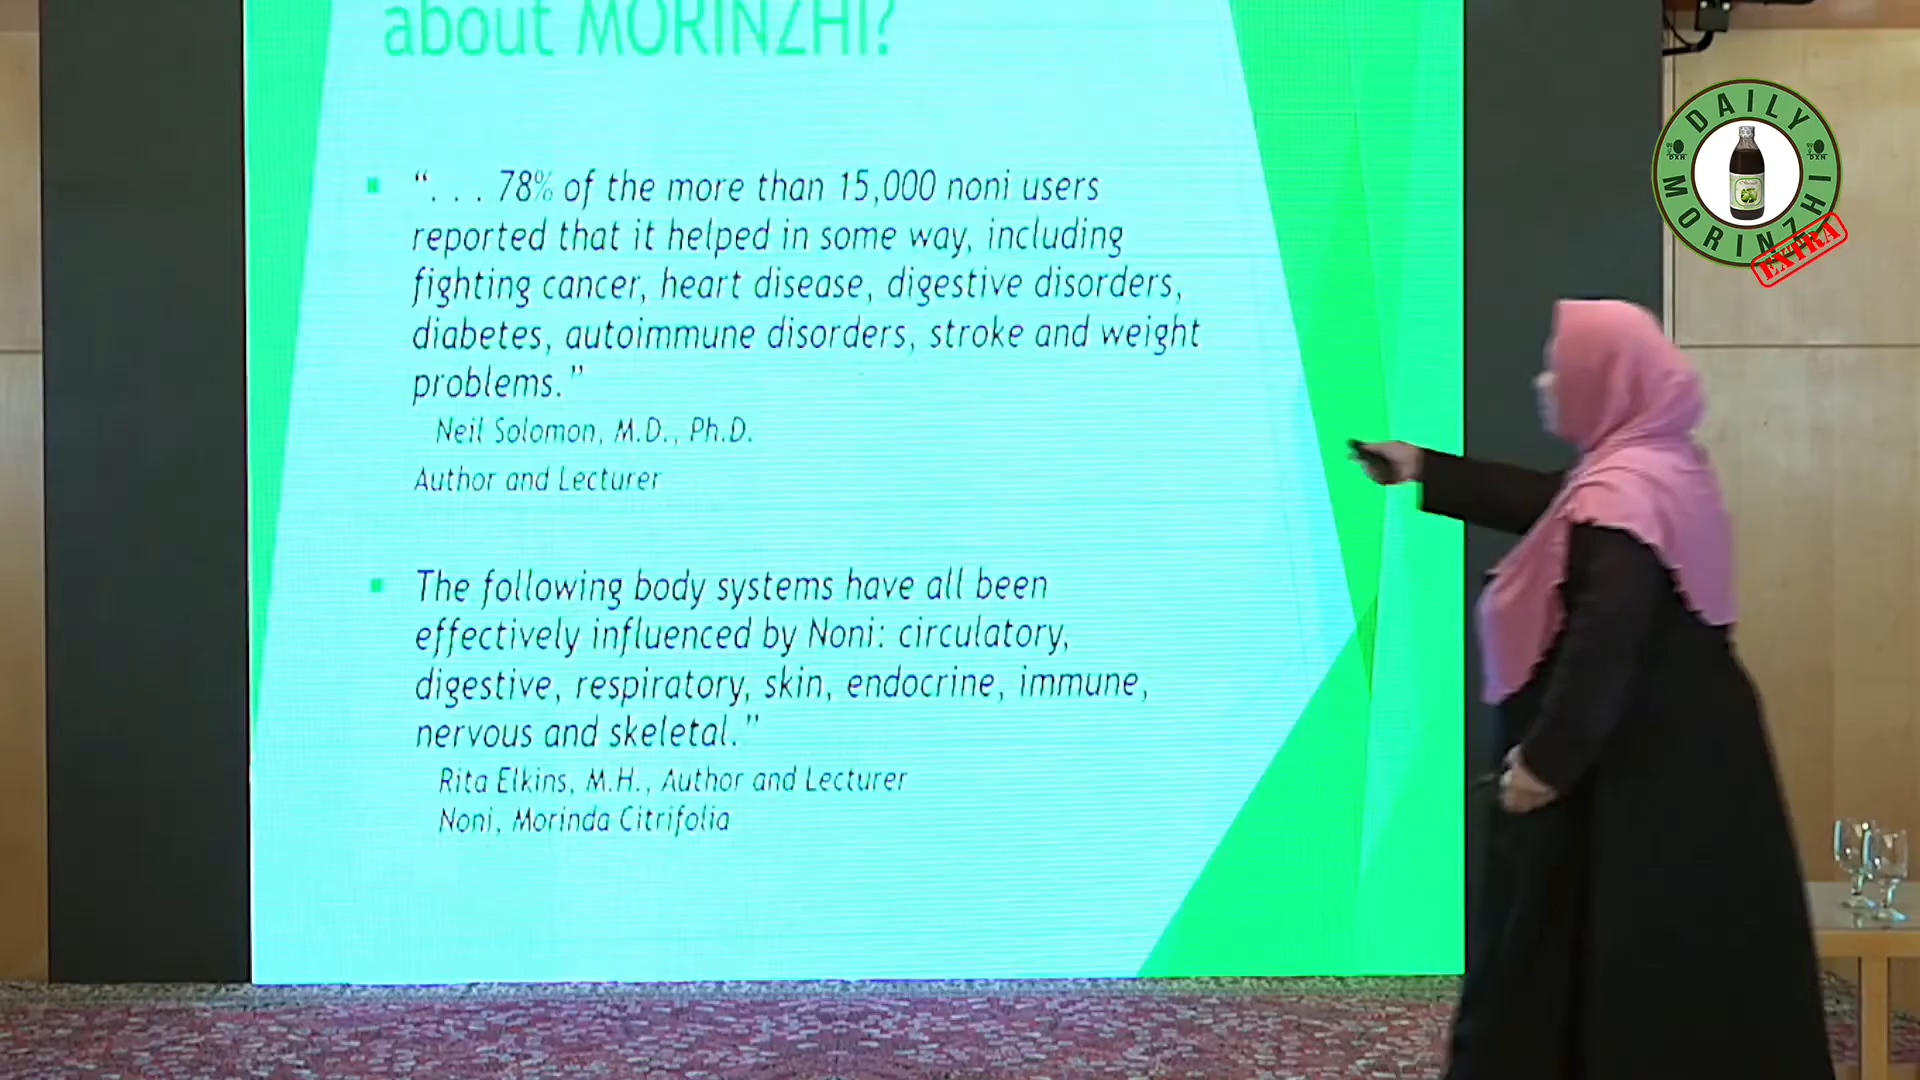 about MORINZHI?
“. . . 78% of the more than 15,000 noni users
reported that it helped in some way, including
fighting cancer, heart disease, digestive disorders,
diabetes, autoimmune disorders, stroke and weight
problems.”
Neil Solomon, M.D., Ph.D.
Author and Lecturer
The following body systems have all been
effectively influenced by Noni: circulatory,
digestive, respiratory, skin, endocrine, immune,
nervous and skeletal.”
Rita Elkins, M.H., Author and Lecturer
Noni, Morinda Citrifolia
DAILY
DXN
DXN
MORINZHI
EXTRA